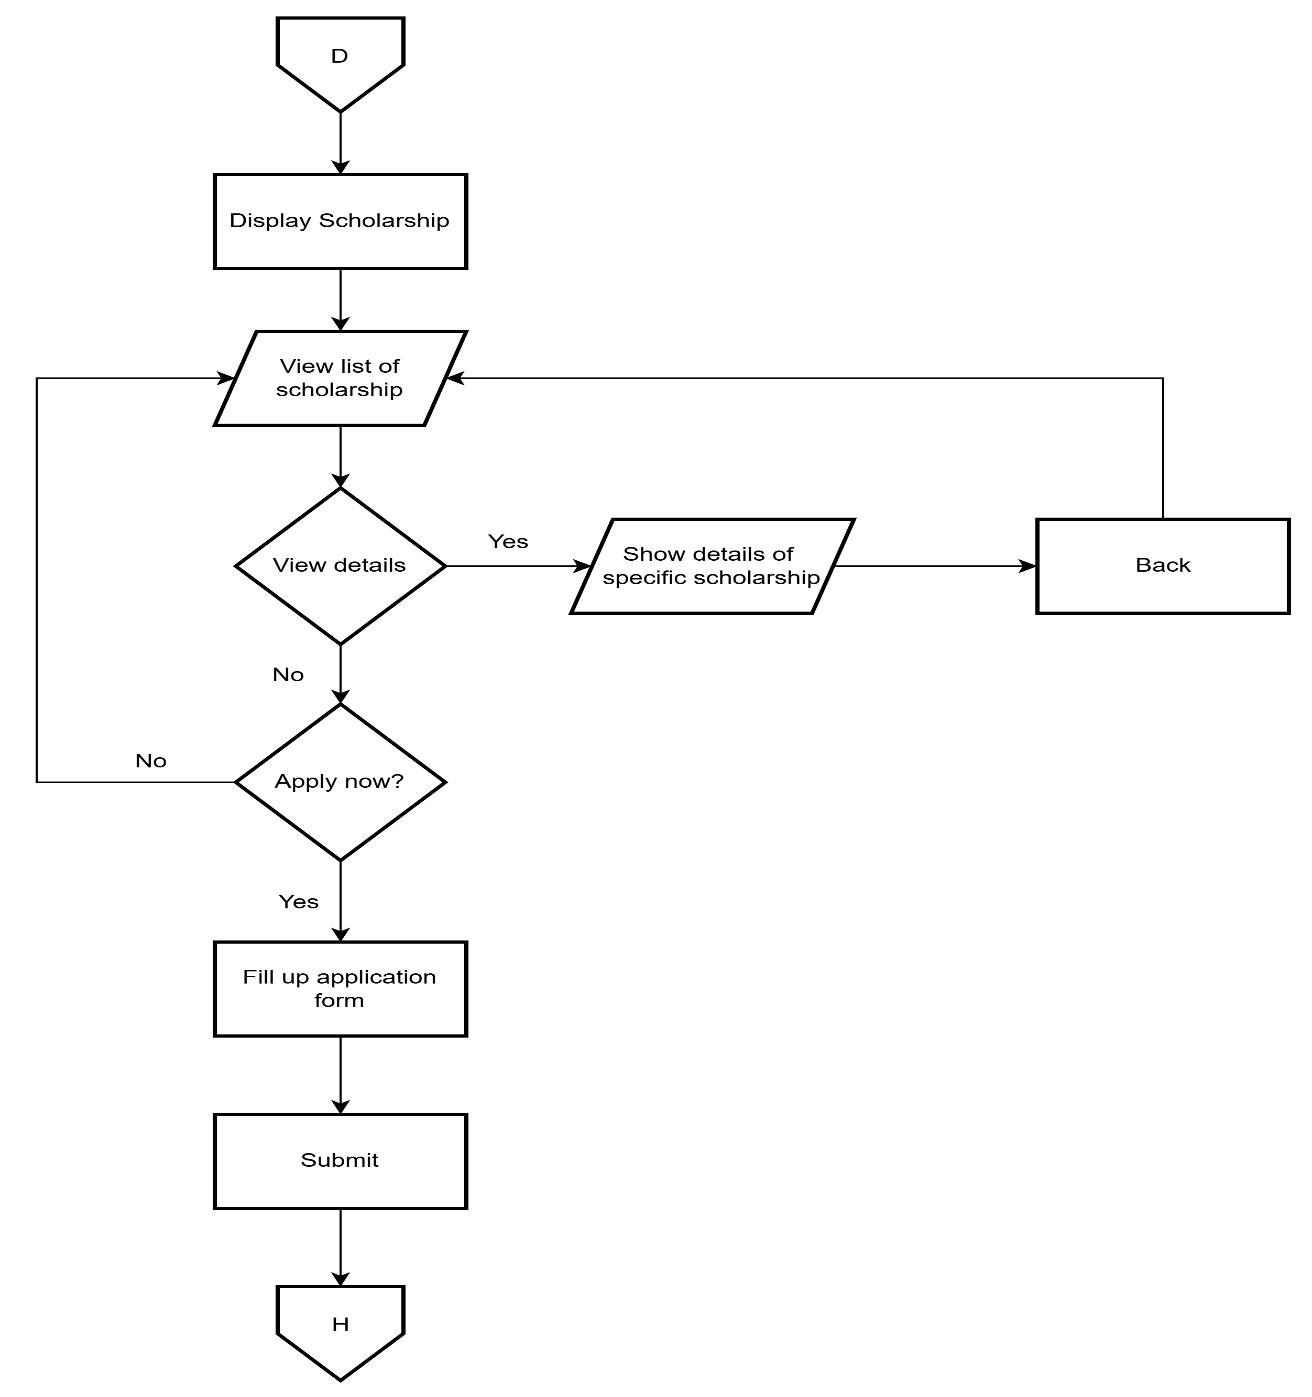 D
Display Scholarship
View list of
scholarship
View details
Yes
Show details of
specific scholarship
Back
No
No
Apply now?
Yes
Fill up application
form
Submit
H